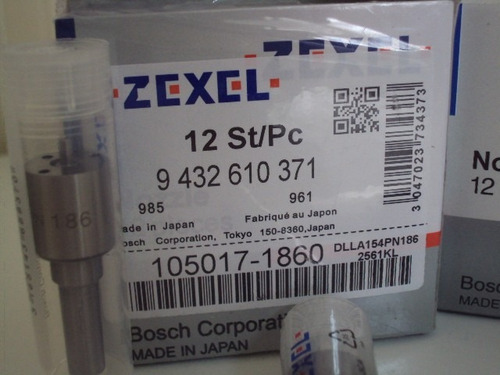 ZEXEL
12 St/Pc
9 432 610 371
985
961
Made in Japan
Fabriqué au Japon
Bosch Corporation, Tokyo 150-8360,Japan
105017-1860
DLLA154PN186
2561KL
3 047023 734373
Bosch Corporation
MADE IN JAPAN
N186
ZEXEL
No
12
MADE IN